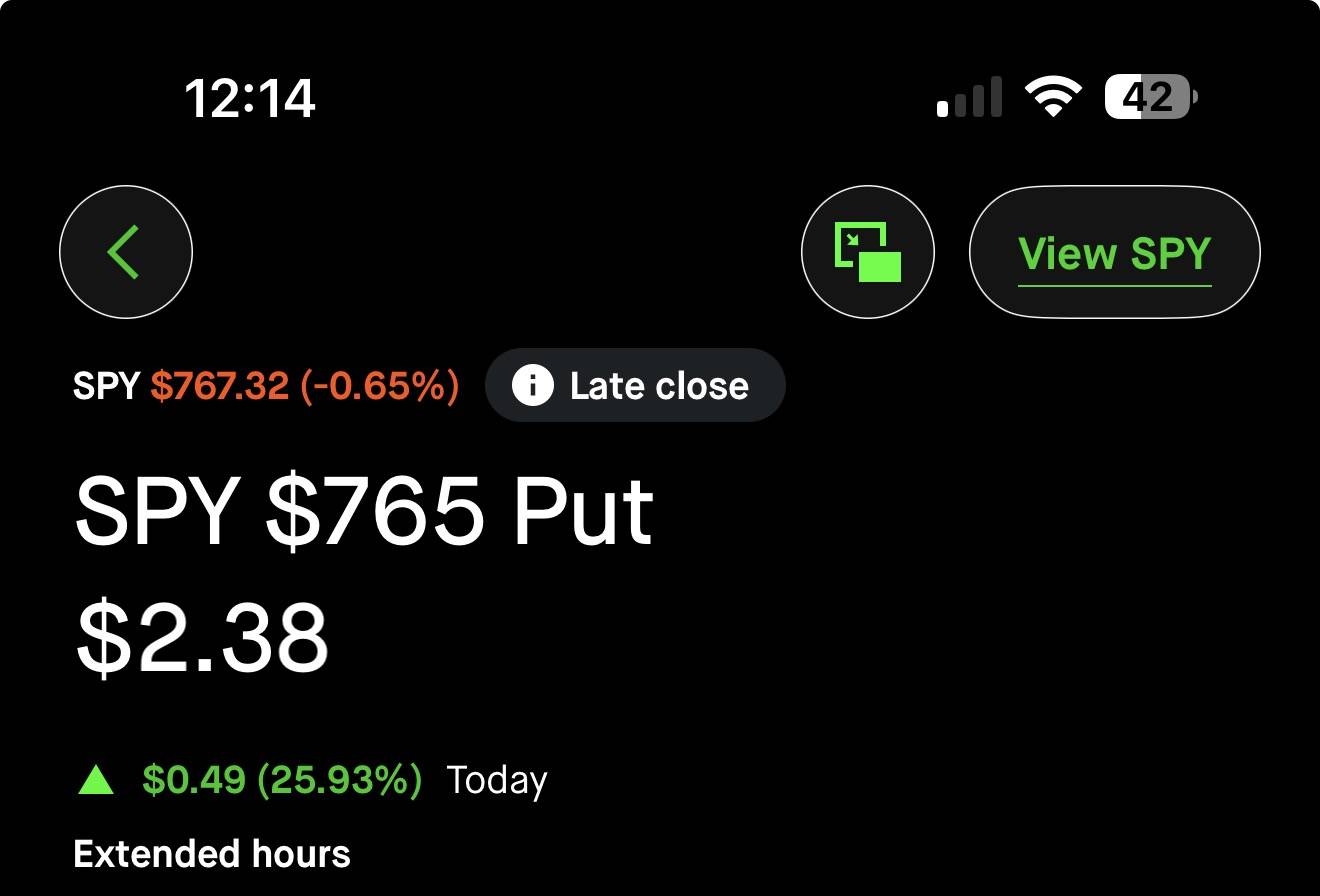 12:14 42
View SPY
SPY $767.32 (-0.65%) Late close
SPY $765 Put
$2.38
▲ $0.49 (25.93%) Today
Extended hours